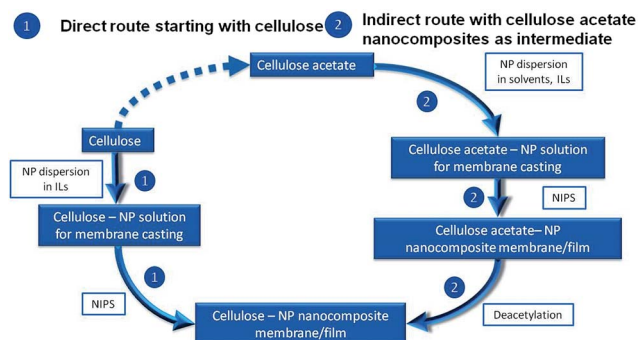 1 Direct route starting with cellulose
2 Indirect route with cellulose acetate
nanocomposites as intermediate
Cellulose acetate
NP dispersion
in solvents, ILs
2
Cellulose
Cellulose acetate – NP solution
for membrane casting
NP dispersion
in ILs
1
2
NIPS
Cellulose – NP solution
for membrane casting
Cellulose acetate– NP
nanocomposite membrane/film
1
2
NIPS
Cellulose – NP nanocomposite
membrane/film
Deacetylation